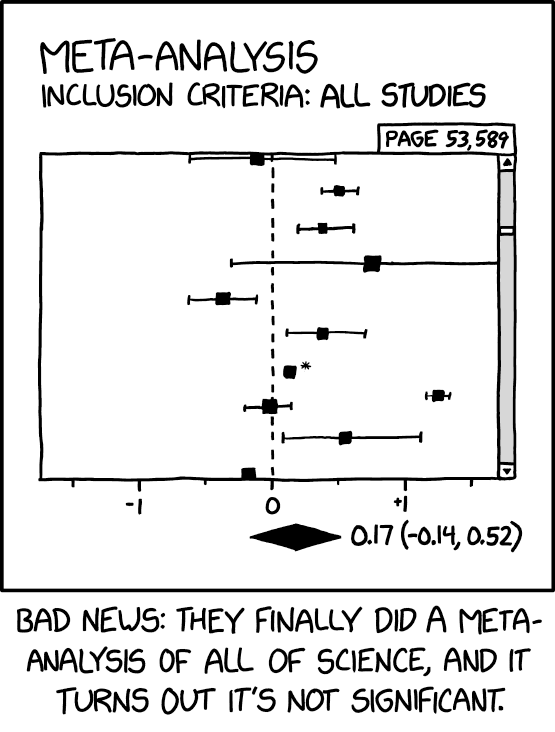 META-ANALYSIS
INCLUSION CRITERIA: ALL STUDIES
PAGE 53,589
*
-1 0 +1
0.17 (-0.14, 0.52)
BAD NEWS: THEY FINALLY DID A META-
ANALYSIS OF ALL OF SCIENCE, AND IT
TURNS OUT IT'S NOT SIGNIFICANT.